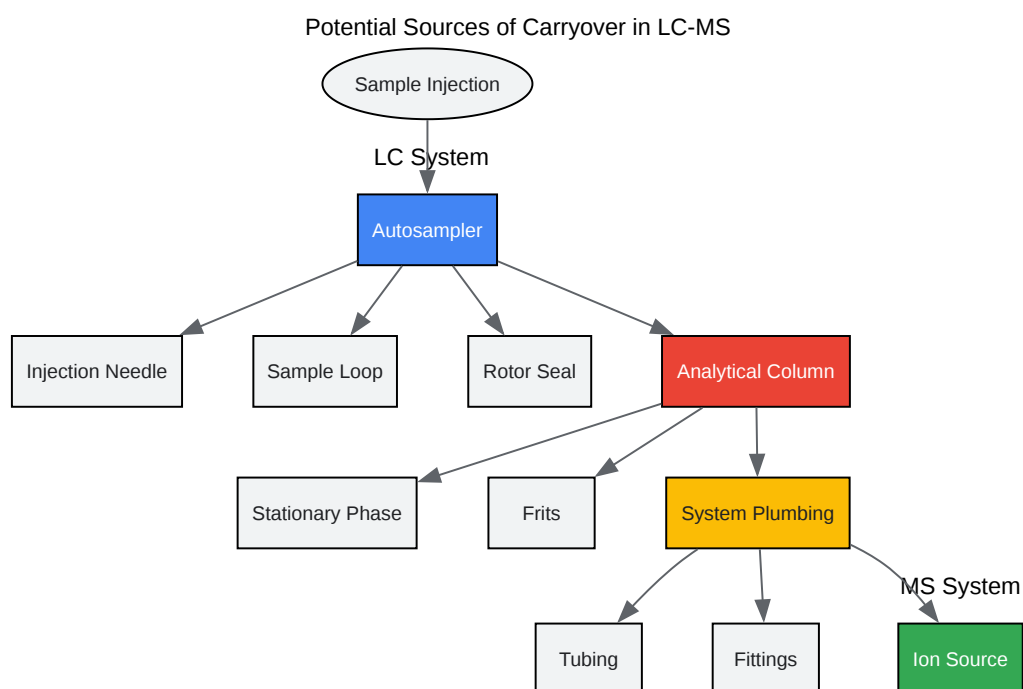 Potential Sources of Carryover in LC-MS
Sample Injection
LC System
Autosampler
Injection Needle
Sample Loop
Rotor Seal
Analytical Column
Stationary Phase
Frits
System Plumbing
MS System
Tubing
Fittings
Ion Source